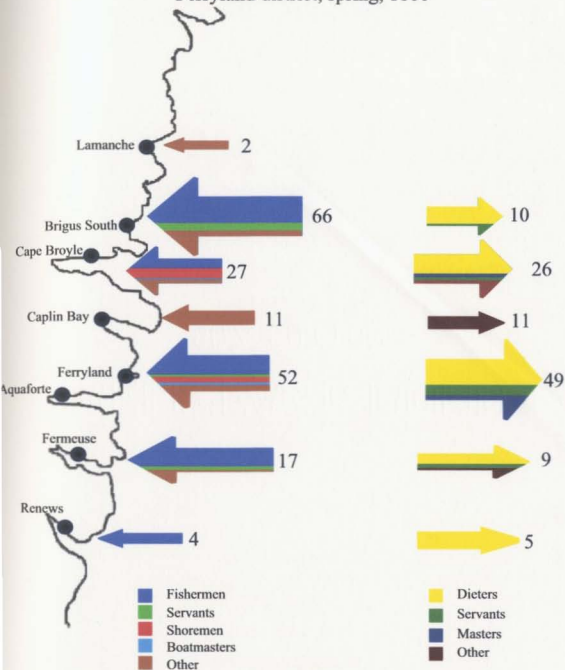 Lamanche 2
Brigus South 66 10
Cape Broyle 27 26
Caplin Bay 11 11
Ferryland 52 49
Aquaforte
Fermeuse 17 9
Renews 4 5
Fishermen
Servants
Shoremen
Boatmasters
Other
Dieters
Servants
Masters
Other